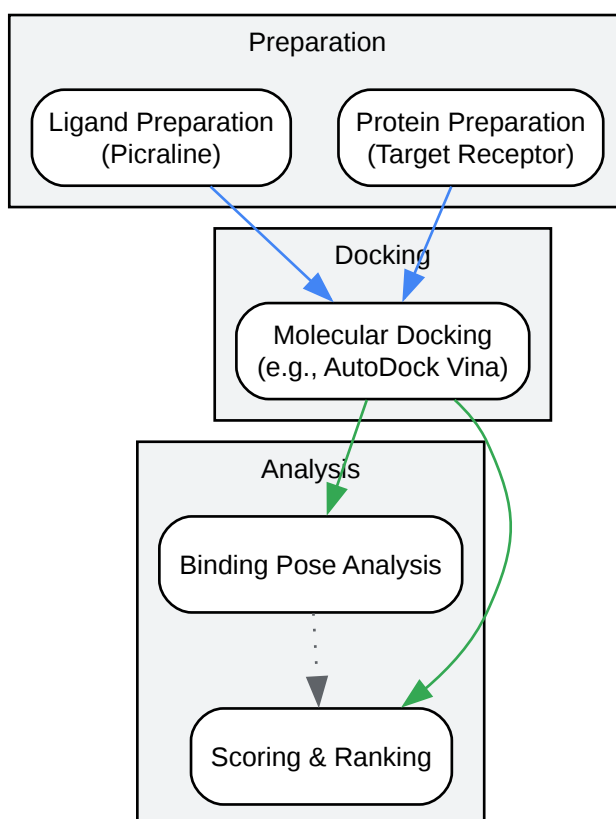 Preparation
Ligand Preparation
(Picraline)
Protein Preparation
(Target Receptor)
Docking
Molecular Docking
(e.g., AutoDock Vina)
Analysis
Binding Pose Analysis
Scoring & Ranking